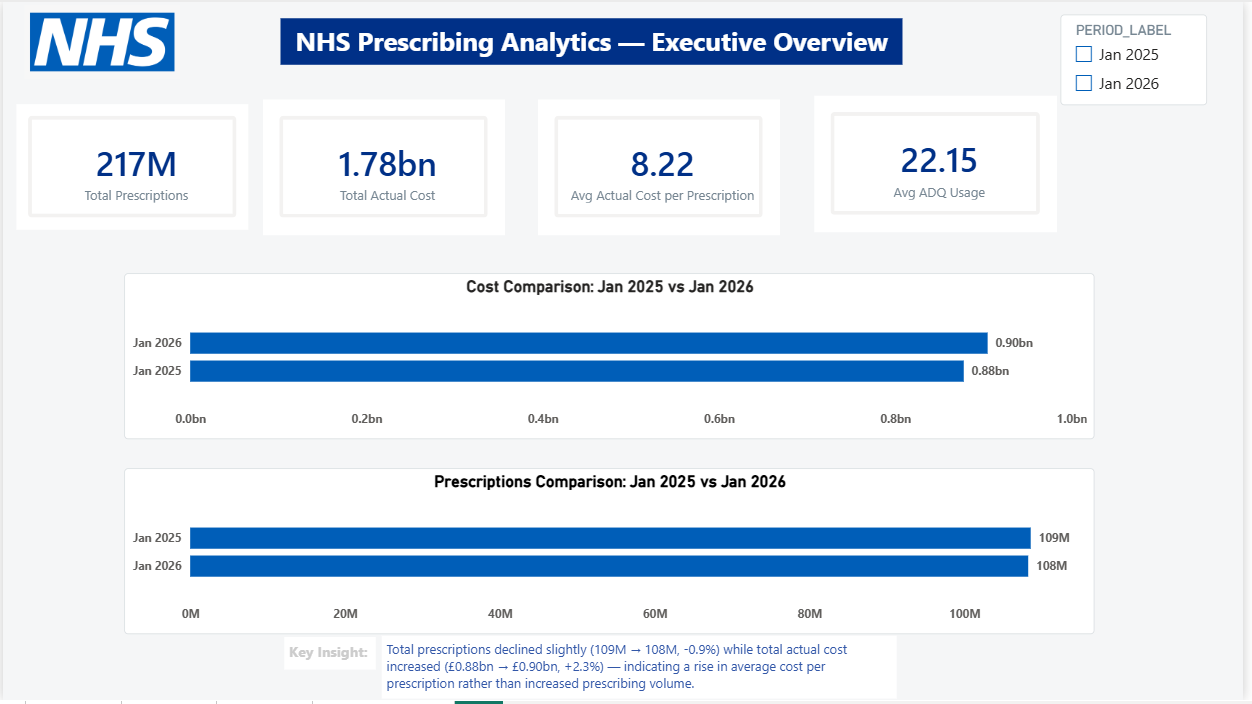 NHS
NHS Prescribing Analytics — Executive Overview
PERIOD_LABEL
Jan 2025
Jan 2026
217M
Total Prescriptions
1.78bn
Total Actual Cost
8.22
Avg Actual Cost per Prescription
22.15
Avg ADQ Usage
Cost Comparison: Jan 2025 vs Jan 2026
Jan 2026 0.90bn
Jan 2025 0.88bn
0.0bn 0.2bn 0.4bn 0.6bn 0.8bn 1.0bn
Prescriptions Comparison: Jan 2025 vs Jan 2026
Jan 2025 109M
Jan 2026 108M
0M 20M 40M 60M 80M 100M
Key Insight:
Total prescriptions declined slightly (109M → 108M, -0.9%) while total actual cost
increased (£0.88bn → £0.90bn, +2.3%) — indicating a rise in average cost per
prescription rather than increased prescribing volume.